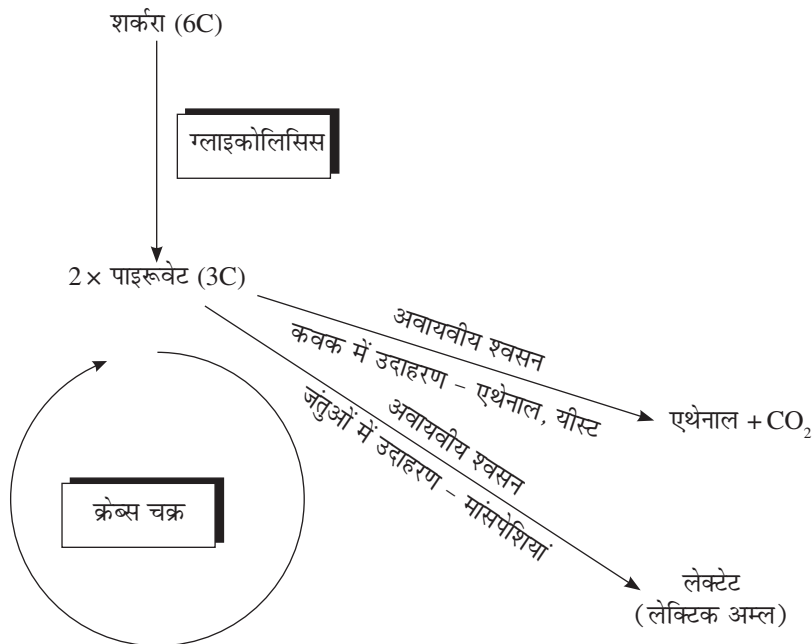 शर्करा (6C)
ग्लाइकोलिसिस
2 × पाइरूवेट (3C)
अवायवीय श्वसन
कवक में उदाहरण – एथेनाल, यीस्ट
एथेनाल + CO₂
अवायवीय श्वसन
जंतुओं में उदाहरण – मांसपेशियां
क्रेब्स चक्र
लेक्टेट
(लेक्टिक अम्ल)